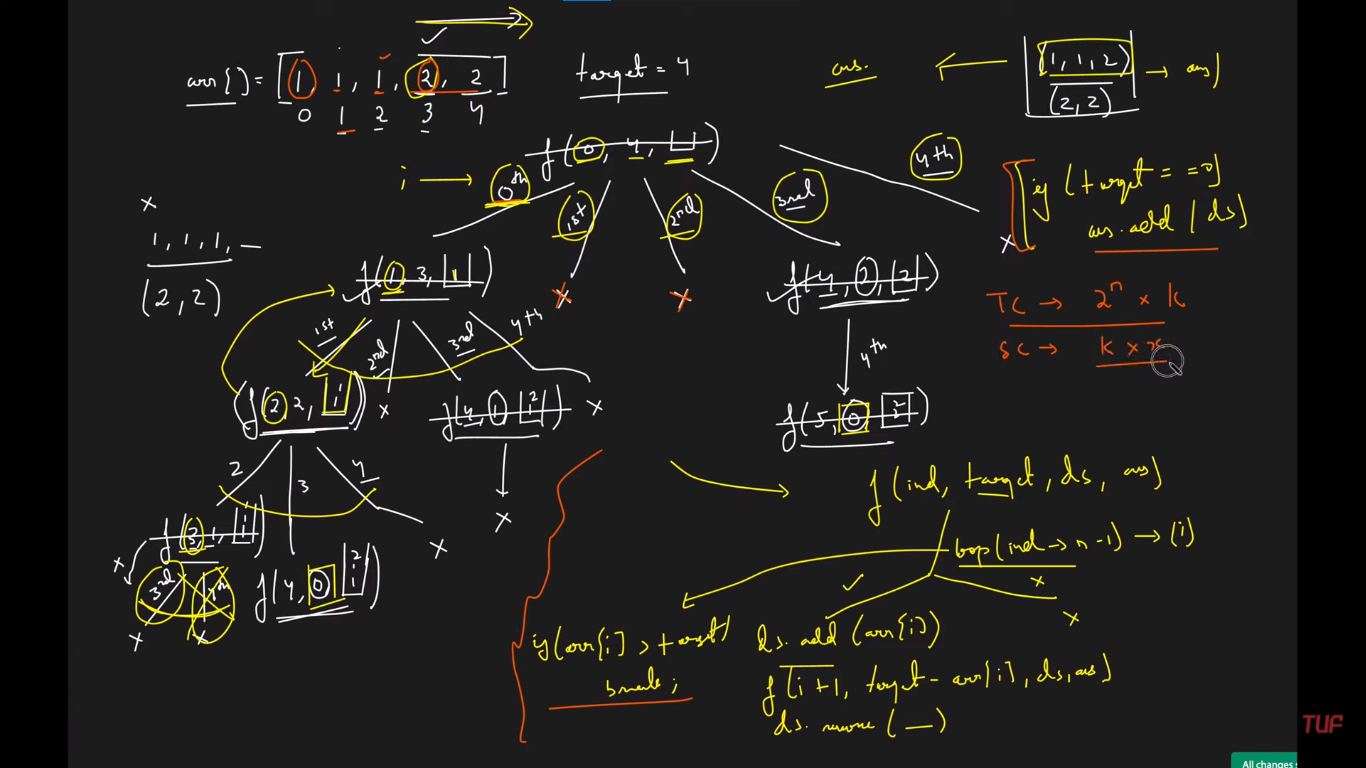 arr[] = [1, 1, 1, 2, 2]
0 1 2 3 4
target = 4
ans.
(1, 1, 2) → ans)
(2, 2)
f(0, 4, [ ])
i → 0th
1st
2nd
3rd
4th
x
if (target == 0)
ans.add (ds)
x
1, 1, 1, —
(2, 2)
f(1, 3, [1])
x
x
f(4, 2, [2])
x
TC → 2^n × k
SC → k × x
1st
2nd
3rd
4th
4th
f(2, 2, [1 1])
x
f(4, 1, [2 1])
x
f(5, 0, [2 2])
2
3
4
x
f(ind, target, ds, ans)
f(3, 1, [1 1 1])
x
x
loop(ind → n-1) → (i)
x
3rd
4th
x
x
f(4, 0, [2 1 1])
✓
x
if(arr[i] > target)
break;
ds.add (arr[i])
f(i+1, target - arr[i], ds, ans)
ds.remove ( — )
TUF
All changes s